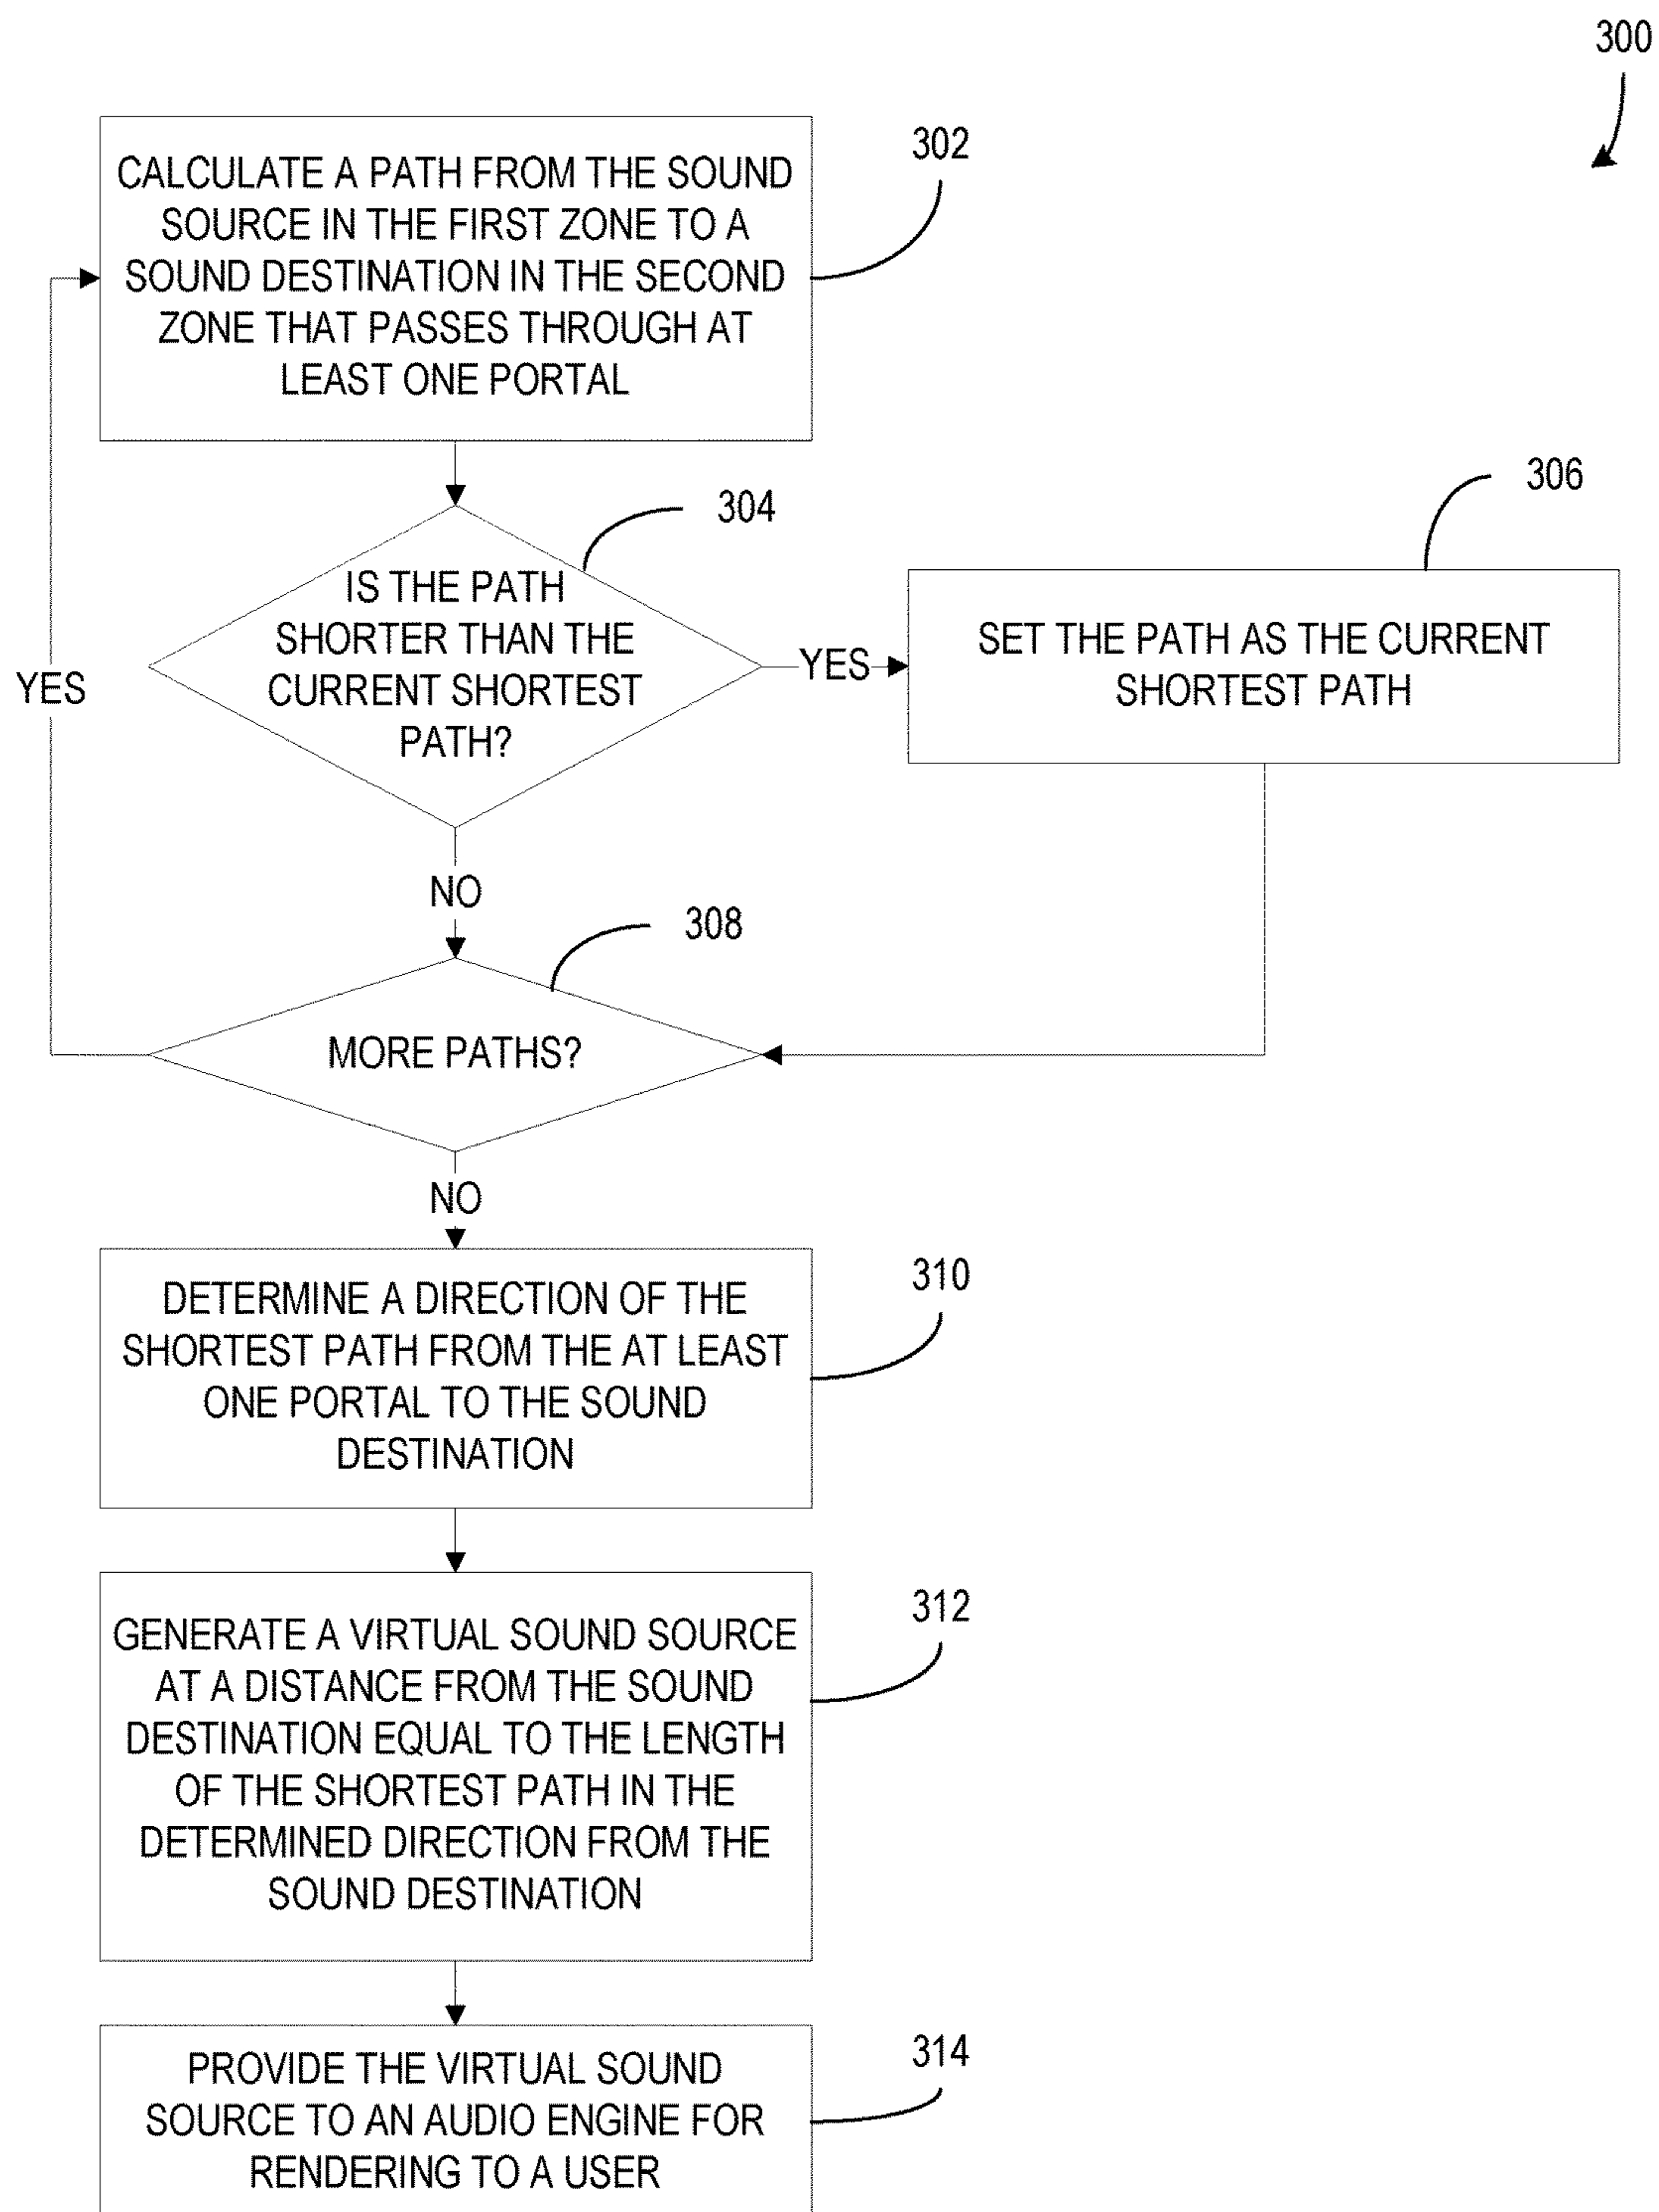 300
302
CALCULATE A PATH FROM THE SOUND
SOURCE IN THE FIRST ZONE TO A
SOUND DESTINATION IN THE SECOND
ZONE THAT PASSES THROUGH AT
LEAST ONE PORTAL
304
306
IS THE PATH
SHORTER THAN THE
CURRENT SHORTEST
PATH?
YES
SET THE PATH AS THE CURRENT
SHORTEST PATH
YES
NO
308
MORE PATHS?
NO
310
DETERMINE A DIRECTION OF THE
SHORTEST PATH FROM THE AT LEAST
ONE PORTAL TO THE SOUND
DESTINATION
312
GENERATE A VIRTUAL SOUND SOURCE
AT A DISTANCE FROM THE SOUND
DESTINATION EQUAL TO THE LENGTH
OF THE SHORTEST PATH IN THE
DETERMINED DIRECTION FROM THE
SOUND DESTINATION
314
PROVIDE THE VIRTUAL SOUND
SOURCE TO AN AUDIO ENGINE FOR
RENDERING TO A USER